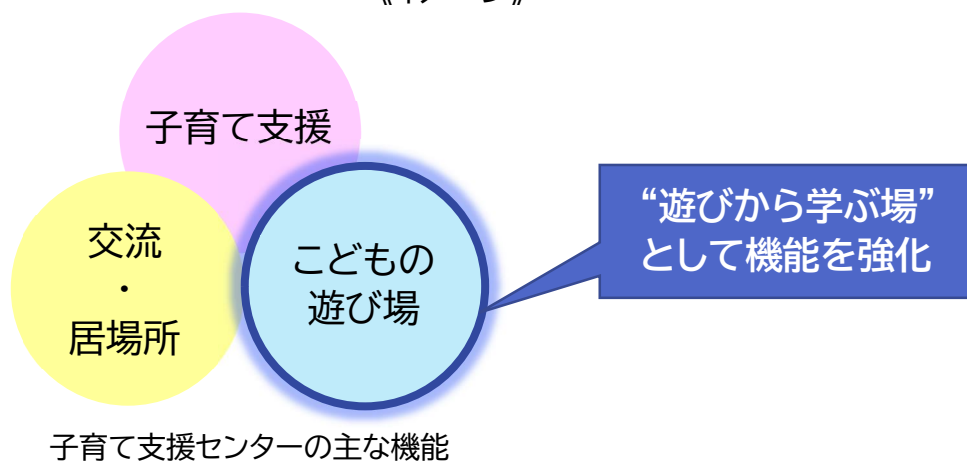 子育て支援
交流
・
居場所
こどもの
遊び場
“遊びから学ぶ場”
として機能を強化
子育て支援センターの主な機能